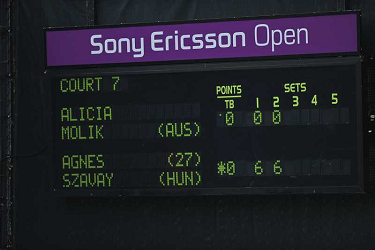 Sony Ericsson Open
COURT 7
POINTS SETS
TB 1 2 3 4 5
ALICIA
MOLIK (AUS) 0 0 0
AGNES (27)
SZAVAY (HUN) *0 6 6